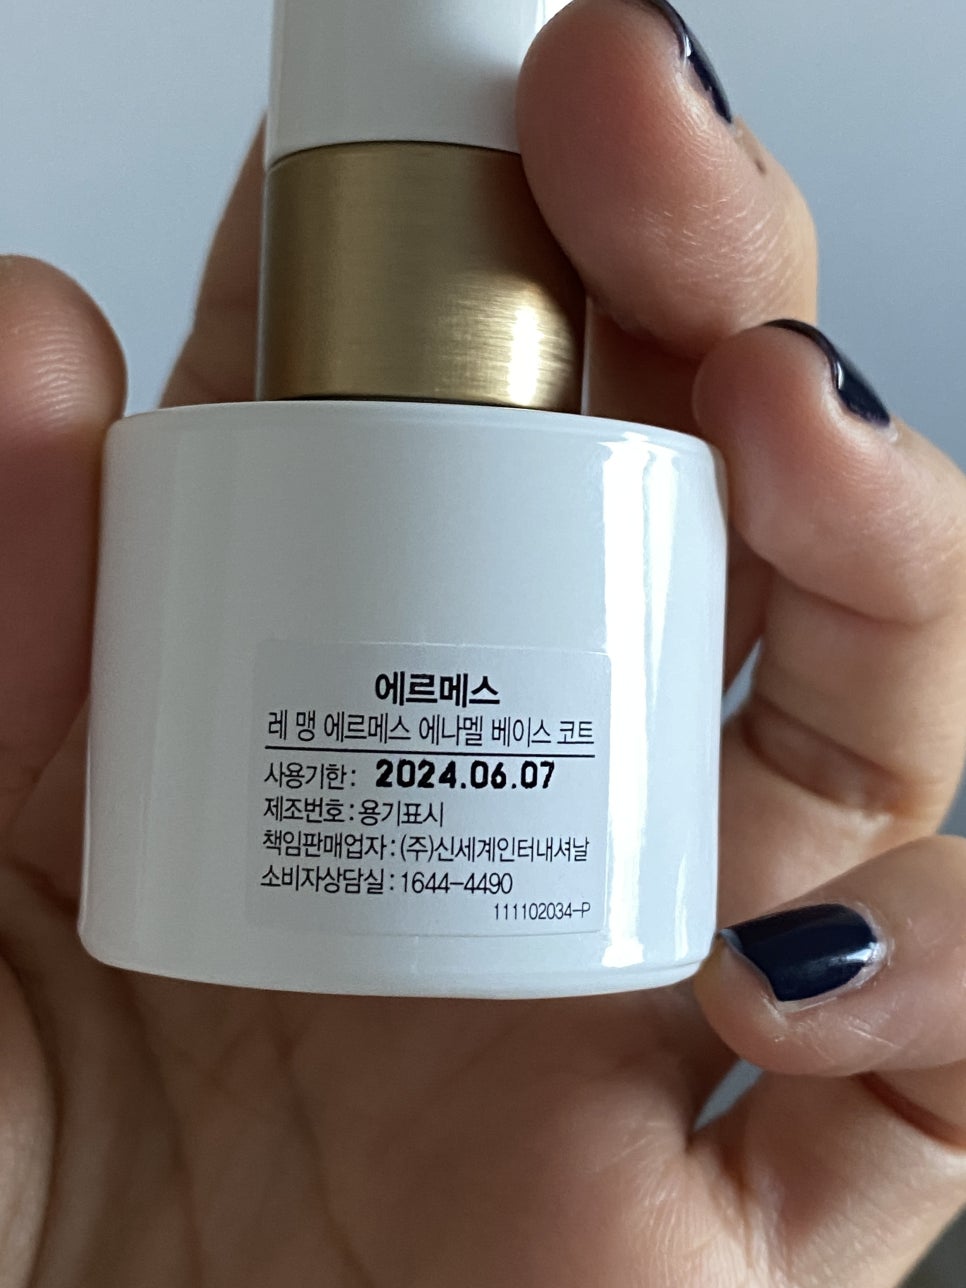 에르메스
레 맹 에르메스 에나멜 베이스 코트
사용기한: 2024.06.07
제조번호:용기표시
책임판매업자:(주)신세계인터내셔날
소비자상담실:1644-4490
111102034-P